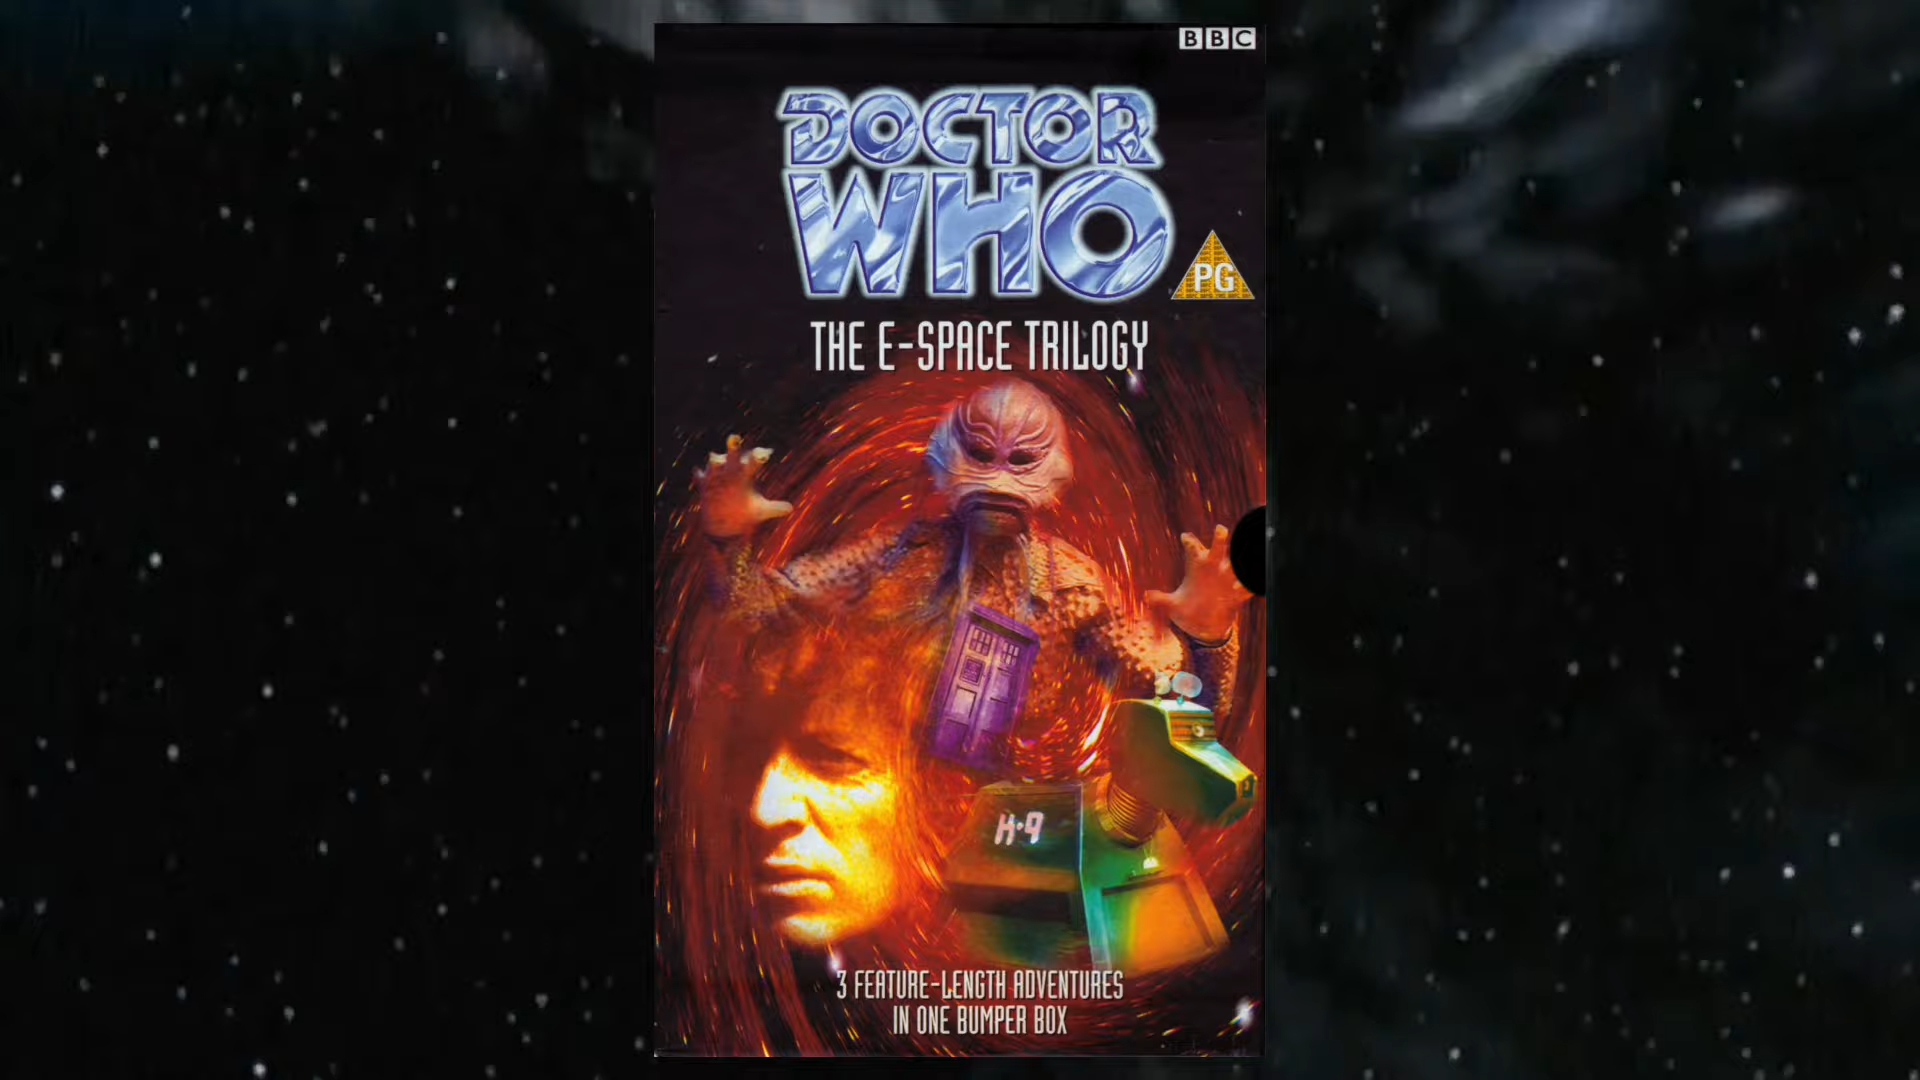 BBC
DOCTOR
WHO
PG
THE E-SPACE TRILOGY
K·9
3 FEATURE-LENGTH ADVENTURES
IN ONE BUMPER BOX